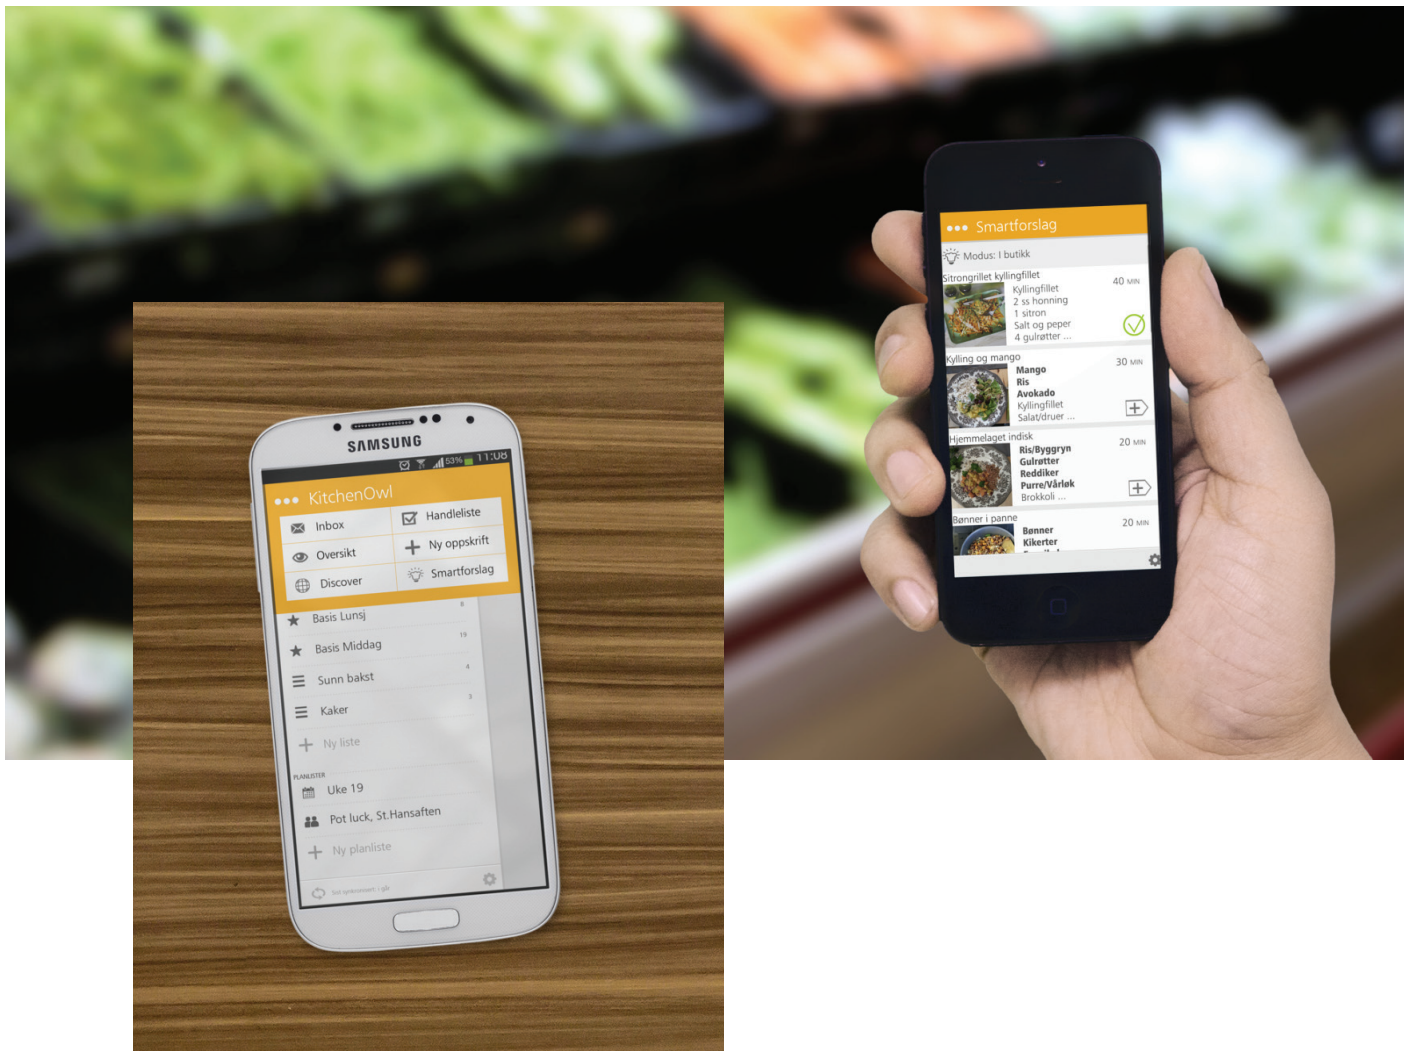 SAMSUNG
53% 11:08
KitchenOwl
Inbox
Handleliste
Oversikt
Ny oppskrift
Discover
Smartforslag
Basis Lunsj 8
Basis Middag 19
Sunn bakst 4
Kaker 3
Ny liste
PLANLISTER
Uke 19
Pot luck, St.Hansaften
Ny planliste
Sist synkronisert: i går
Smartforslag
Modus: I butikk
Sitrongrillet kyllingfillet
40 MIN
Kyllingfillet
2 ss honning
1 sitron
Salt og peper
4 gulrøtter ...
Kylling og mango
30 MIN
Mango
Ris
Avokado
Kyllingfillet
Salat/druer ...
Hjemmelaget indisk
20 MIN
Ris/Byggryn
Gulrøtter
Reddiker
Purre/Vårløk
Brokkoli ...
Bønner i panne
20 MIN
Bønner
Kikerter